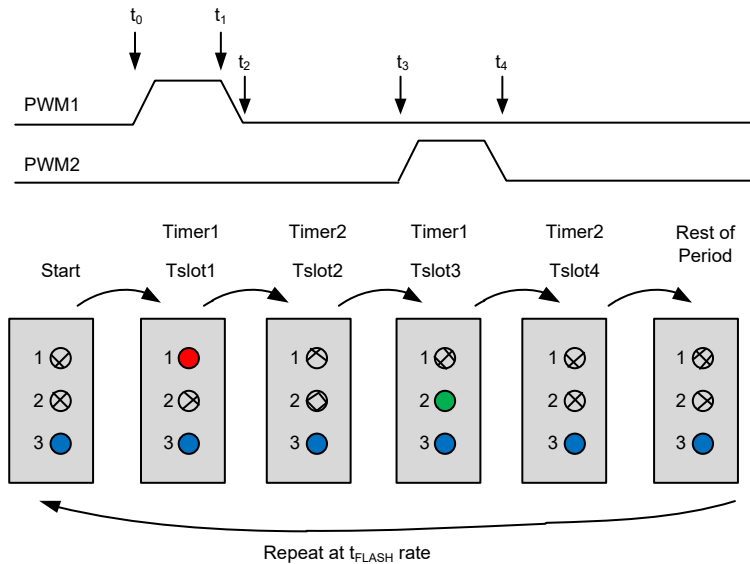 t0 t1 t2 t3 t4
PWM1
PWM2
Timer1 Timer2 Timer1 Timer2 Rest of
Start Tslot1 Tslot2 Tslot3 Tslot4 Period
1 1 1 1 1 1
2 2 2 2 2 2
3 3 3 3 3 3
Repeat at tFLASH rate